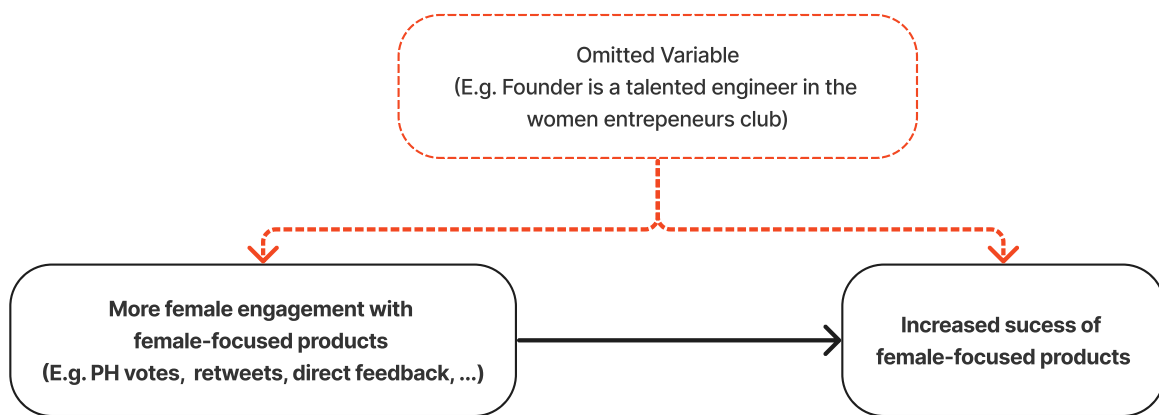 Omitted Variable
(E.g. Founder is a talented engineer in the
women entrepeneurs club)
More female engagement with
female-focused products
(E.g. PH votes, retweets, direct feedback, ...)
Increased sucess of
female-focused products